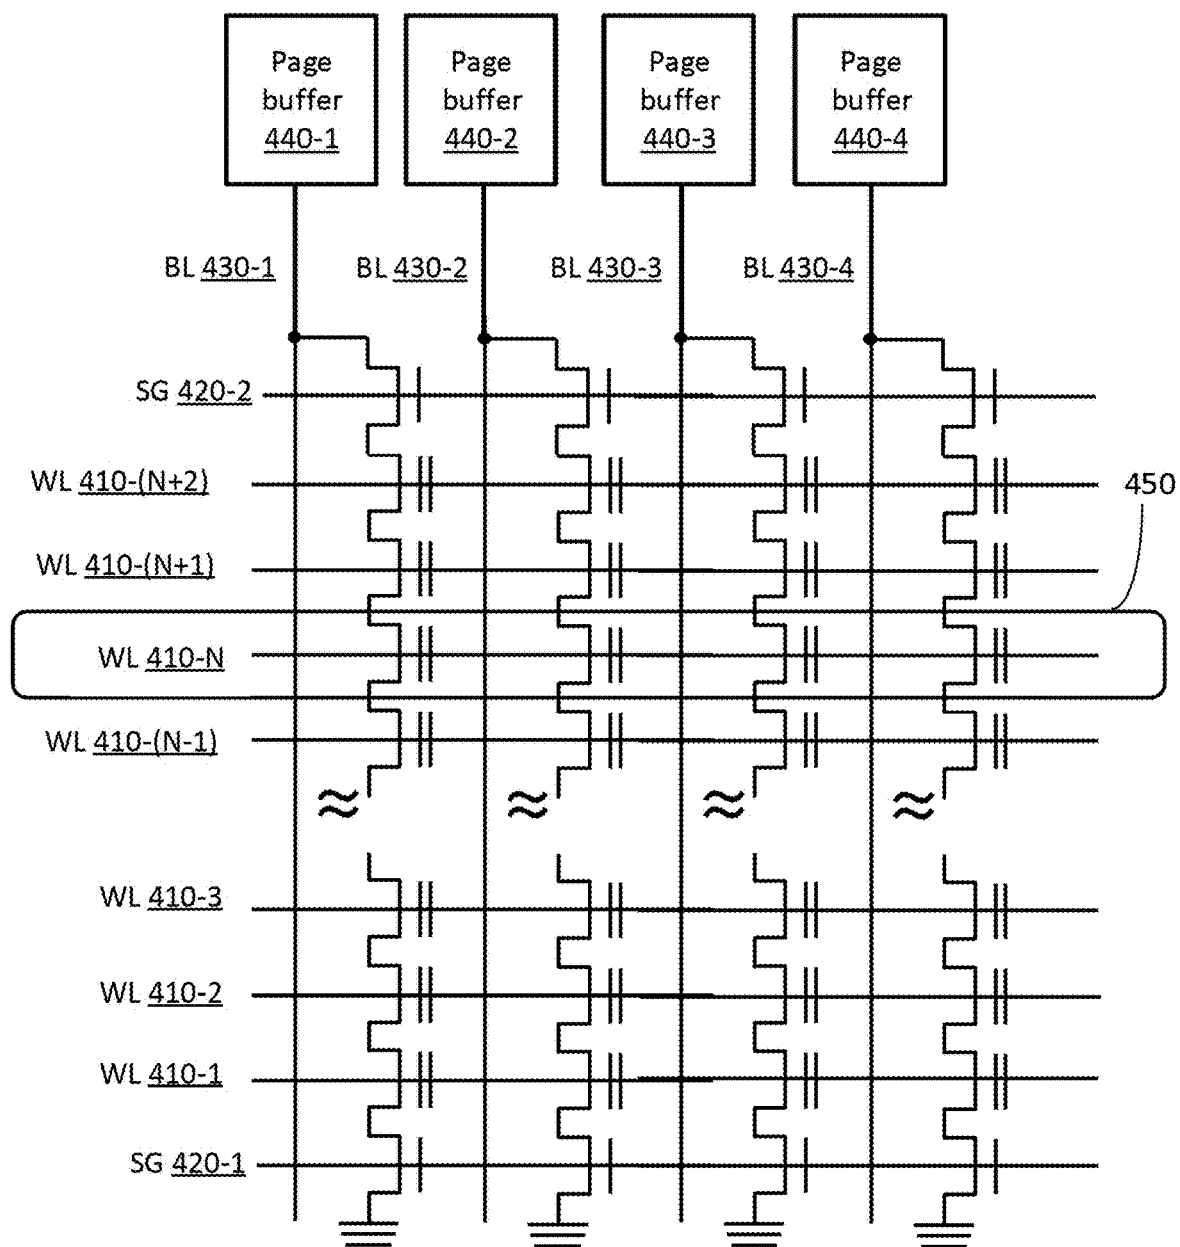 Page
buffer
440-1
Page
buffer
440-2
Page
buffer
440-3
Page
buffer
440-4
BL 430-1
BL 430-2
BL 430-3
BL 430-4
SG 420-2
WL 410-(N+2)
450
WL 410-(N+1)
WL 410-N
WL 410-(N-1)
WL 410-3
WL 410-2
WL 410-1
SG 420-1